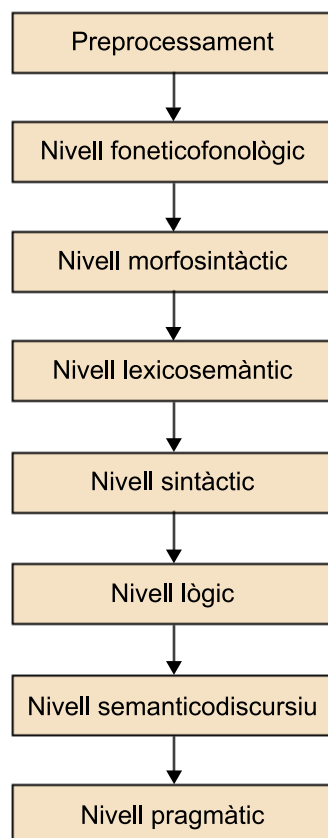 Preprocessament
Nivell foneticofonològic
Nivell morfosintàctic
Nivell lexicosemàntic
Nivell sintàctic
Nivell lògic
Nivell semanticodiscursiu
Nivell pragmàtic